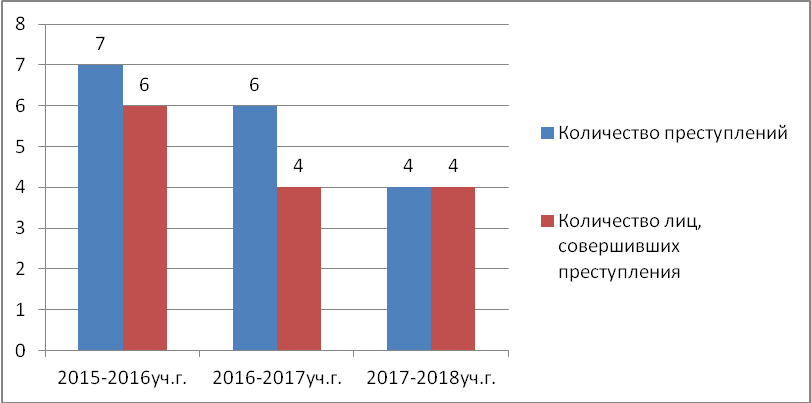 8
7
6
5
4
3
2
1
0
7
6
6
4
4
4
2015-2016уч.г.
2016-2017уч.г.
2017-2018уч.г.
Количество преступлений
Количество лиц,
совершивших
преступления